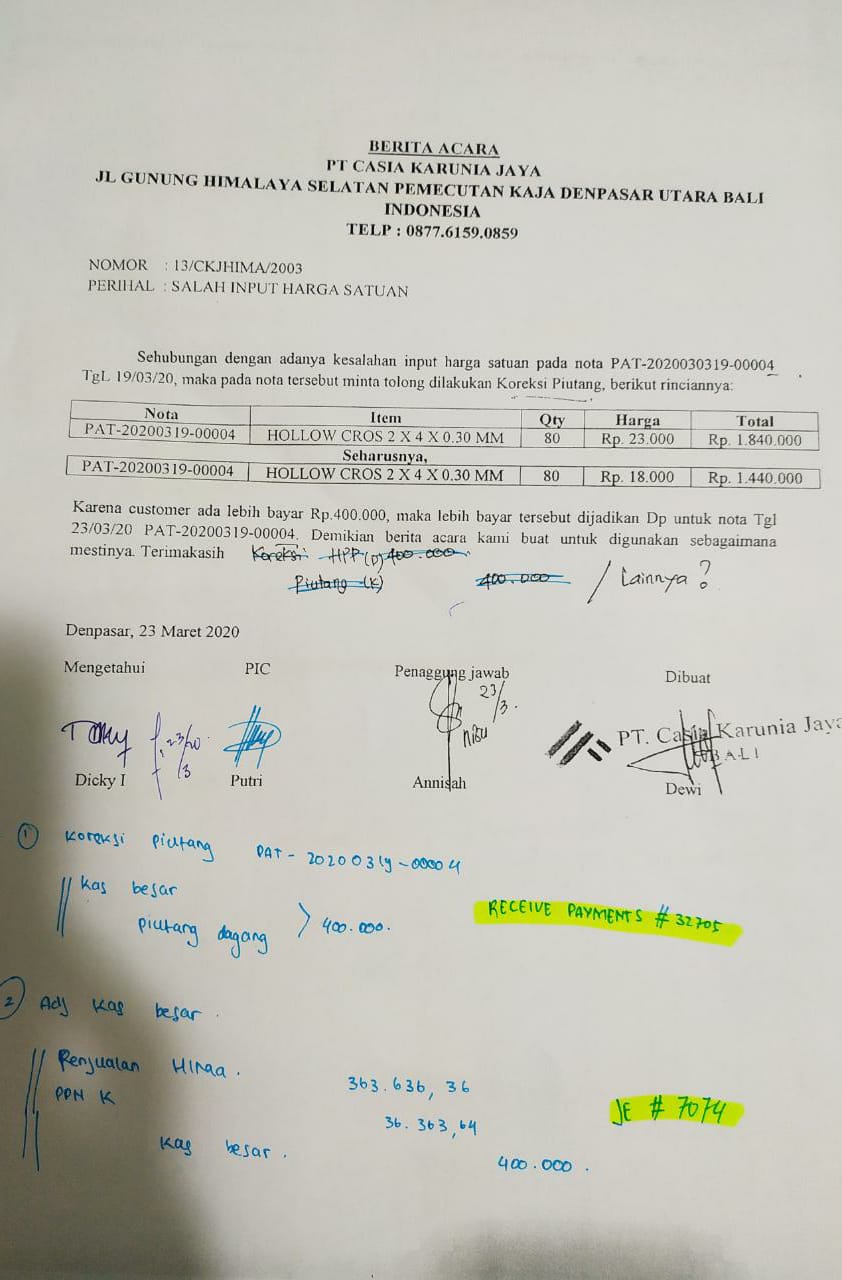 BERITA ACARA
PT CASIA KARUNIA JAYA
JL GUNUNG HIMALAYA SELATAN PEMECUTAN KAJA DENPASAR UTARA BALI
INDONESIA
TELP : 0877.6159.0859
NOMOR : 13/CKJHIMA/2003
PERIHAL : SALAH INPUT HARGA SATUAN
Sehubungan dengan adanya kesalahan input harga satuan pada nota PAT-2020030319-00004
TgL 19/03/20, maka pada nota tersebut minta tolong dilakukan Koreksi Piutang, berikut rinciannya:
Nota Item Qty Harga Total
PAT-20200319-00004 HOLLOW CROS 2 X 4 X 0.30 MM 80 Rp. 23.000 Rp. 1.840.000
Seharusnya,
PAT-20200319-00004 HOLLOW CROS 2 X 4 X 0.30 MM 80 Rp. 18.000 Rp. 1.440.000
Karena customer ada lebih bayar Rp.400.000, maka lebih bayar tersebut dijadikan Dp untuk nota Tgl
23/03/20 PAT-20200319-00004. Demikian berita acara kami buat untuk digunakan sebagaimana
mestinya. Terimakasih Koreksi HPP (D) 400.000
Piutang (K) 400.000 / Lainnya ?
Denpasar, 23 Maret 2020
Mengetahui PIC Penaggung jawab Dibuat
23/3
23/20
/3
PT. Casia Karunia Jaya
BALI
Dicky I Putri Annisah Dewi
1 Koreksi piutang PAT - 20200319-00004
Kas besar
piutang dagang > 400.000.
RECEIVE PAYMENTS # 32705
2 Adj Kas besar.
Penjualan HIMA.
363.636,36
PPN K
36.363,64
JE # 7074
Kas besar.
400.000.